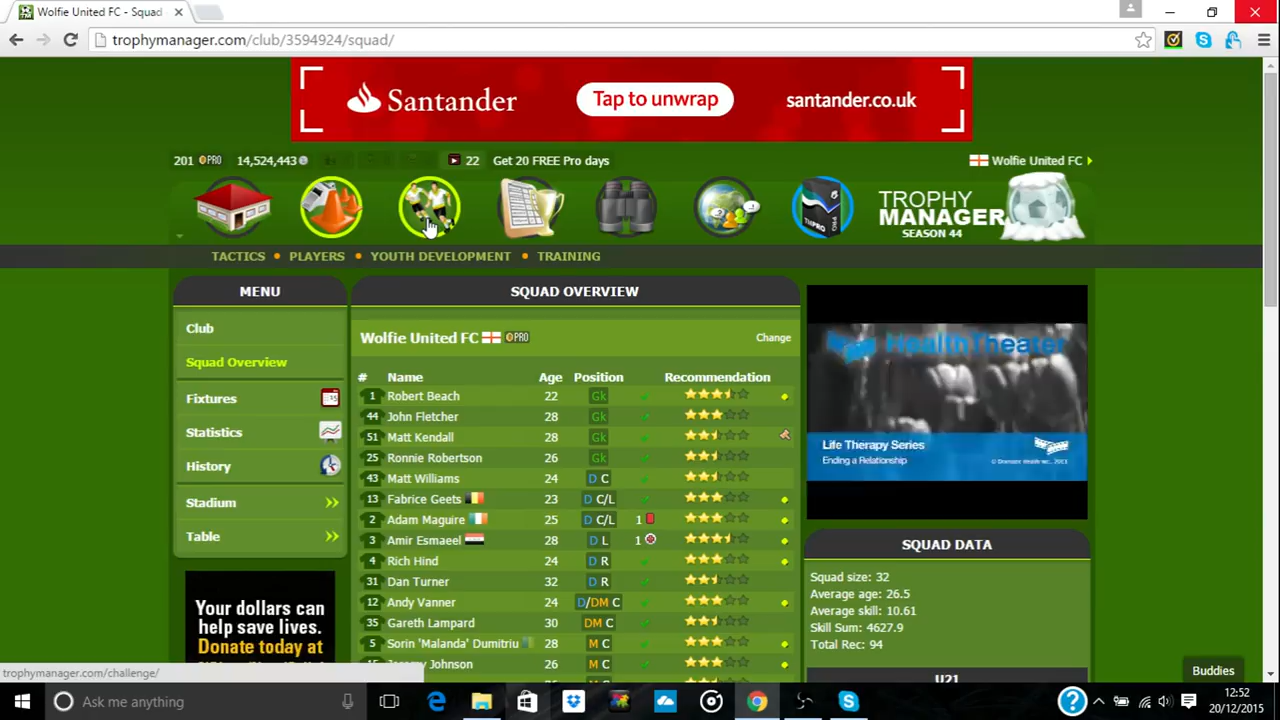 Wolfie United FC - Squad
trophymanager.com/club/3594924/squad/
Santander
Tap to unwrap
santander.co.uk
201 PRO 14,524,443 22 Get 20 FREE Pro days
Wolfie United FC
TROPHY
MANAGER
SEASON 44
TACTICS • PLAYERS • YOUTH DEVELOPMENT • TRAINING
MENU
Club
Squad Overview
Fixtures
Statistics
History
Stadium
Table
Your dollars can
help save lives.
Donate today at
SQUAD OVERVIEW
Wolfie United FC PRO Change
# Name Age Position Recommendation
1 Robert Beach 22 Gk
44 John Fletcher 28 Gk
51 Matt Kendall 28 Gk
25 Ronnie Robertson 26 Gk
43 Matt Williams 24 D C
13 Fabrice Geets 23 D C/L
2 Adam Maguire 25 D C/L 1
3 Amir Esmaeel 28 D L 1
4 Rich Hind 24 D R
31 Dan Turner 32 D R
12 Andy Vanner 24 D/DM C
35 Gareth Lampard 30 DM C
5 Sorin 'Malanda' Dumitriu 28 M C
Johnson 26 M C
HealthTheater
Life Therapy Series
Ending a Relationship
SQUAD DATA
Squad size: 32
Average age: 26.5
Average skill: 10.61
Skill Sum: 4627.9
Total Rec: 94
U21
Buddies
trophymanager.com/challenge/
Ask me anything
12:52
20/12/2015